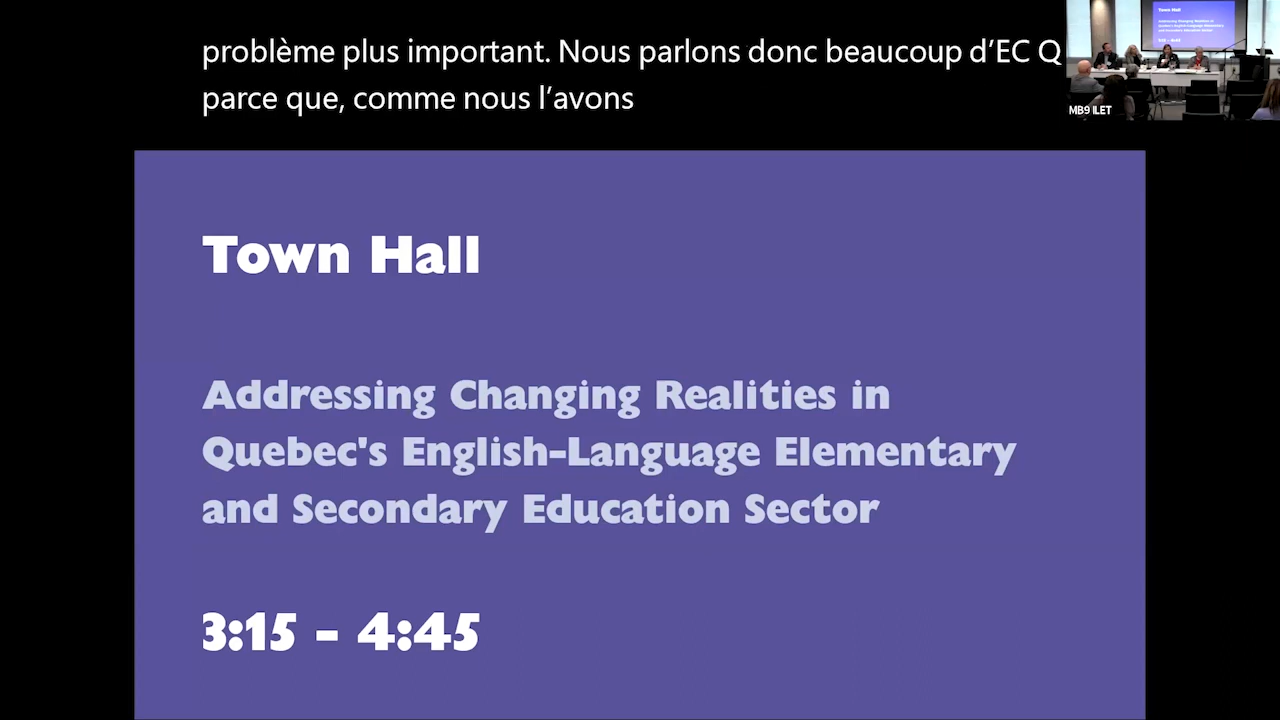 problème plus important. Nous parlons donc beaucoup d’EC Q
parce que, comme nous l’avons
MB9 ILET
Town Hall
Addressing Changing Realities in
Quebec's English-Language Elementary
and Secondary Education Sector
3:15 – 4:45